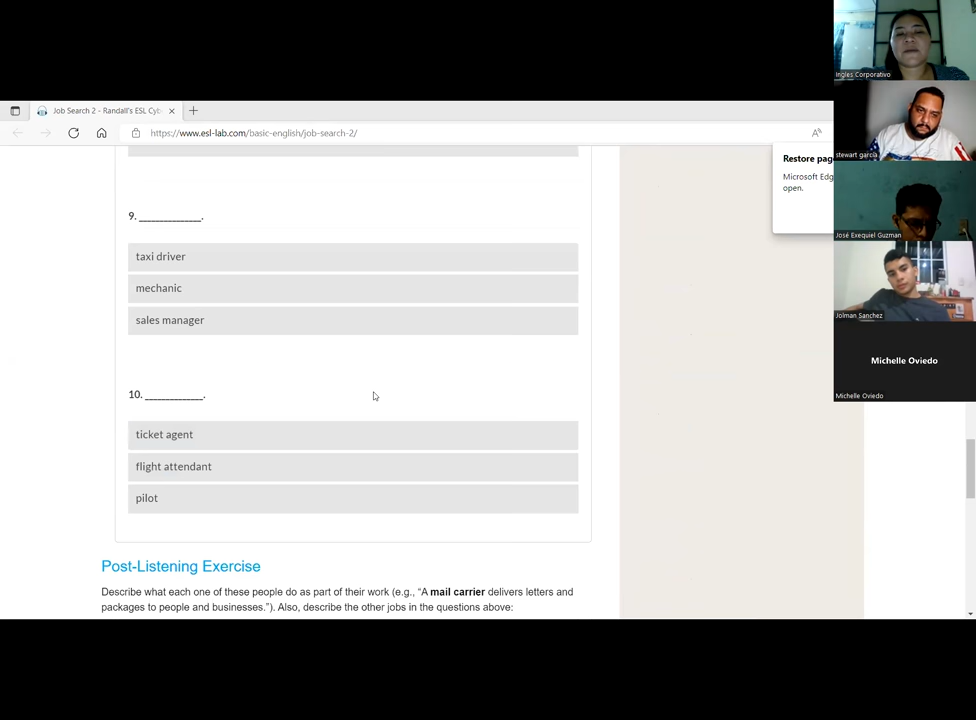 Job Search 2 - Randall's ESL Cyb
https://www.esl-lab.com/basic-english/job-search-2/
Restore pag
Microsoft Edg
open.
9. ______________.
taxi driver
mechanic
sales manager
10. _____________.
ticket agent
flight attendant
pilot
Post-Listening Exercise
Describe what each one of these people do as part of their work (e.g., “A mail carrier delivers letters and
packages to people and businesses.”). Also, describe the other jobs in the questions above:
Ingles Corporativo
stewart garcia
José Exequiel Guzman
Jolman Sanchez
Michelle Oviedo
Michelle Oviedo